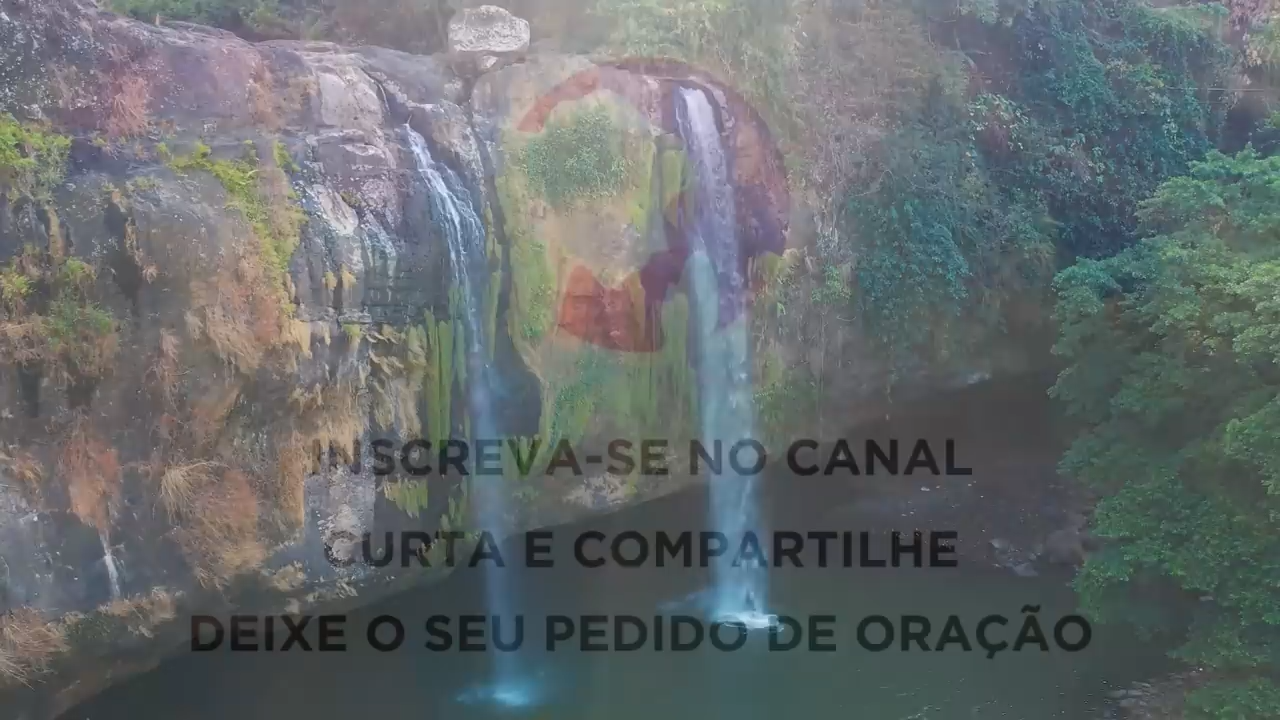 INSCREVA-SE NO CANAL
CURTA E COMPARTILHE
DEIXE O SEU PEDIDO DE ORAÇÃO